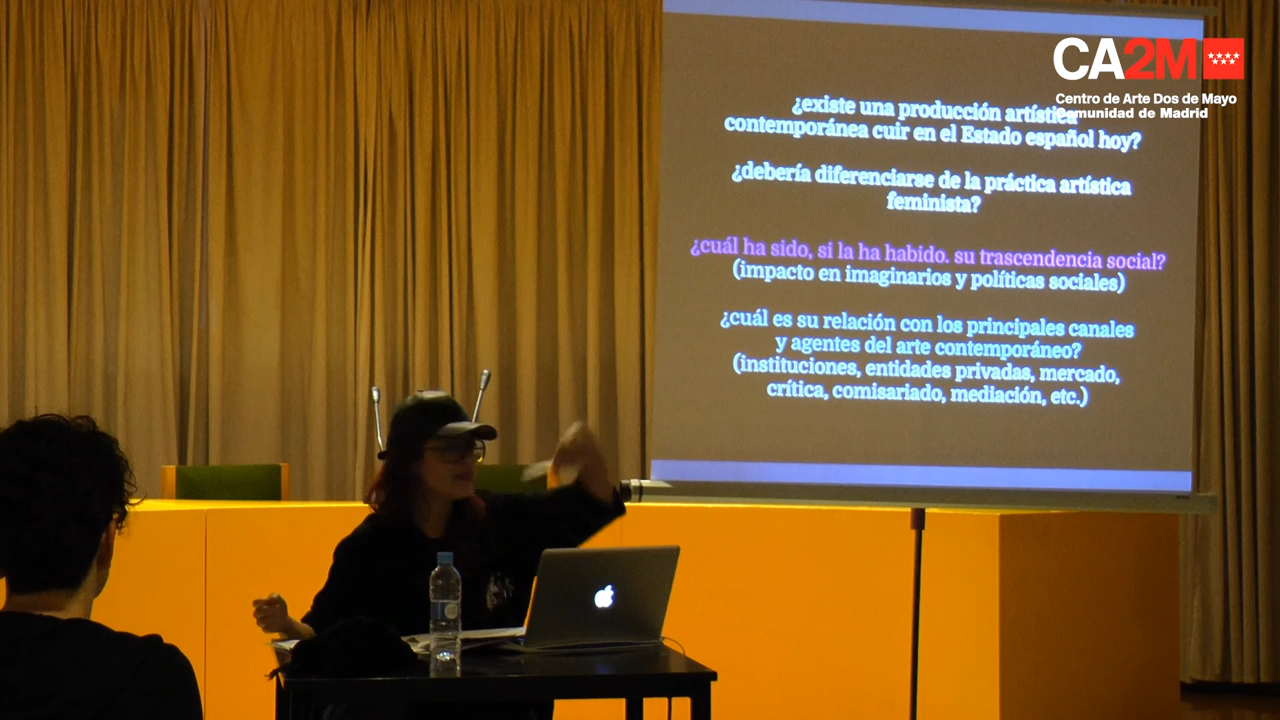 CA2M
Centro de Arte Dos de Mayo
Comunidad de Madrid
¿existe una producción artística
contemporánea cuir en el Estado español hoy?
¿debería diferenciarse de la práctica artística
feminista?
¿cuál ha sido, si la ha habido. su trascendencia social?
(impacto en imaginarios y políticas sociales)
¿cuál es su relación con los principales canales
y agentes del arte contemporáneo?
(instituciones, entidades privadas, mercado,
crítica, comisariado, mediación, etc.)